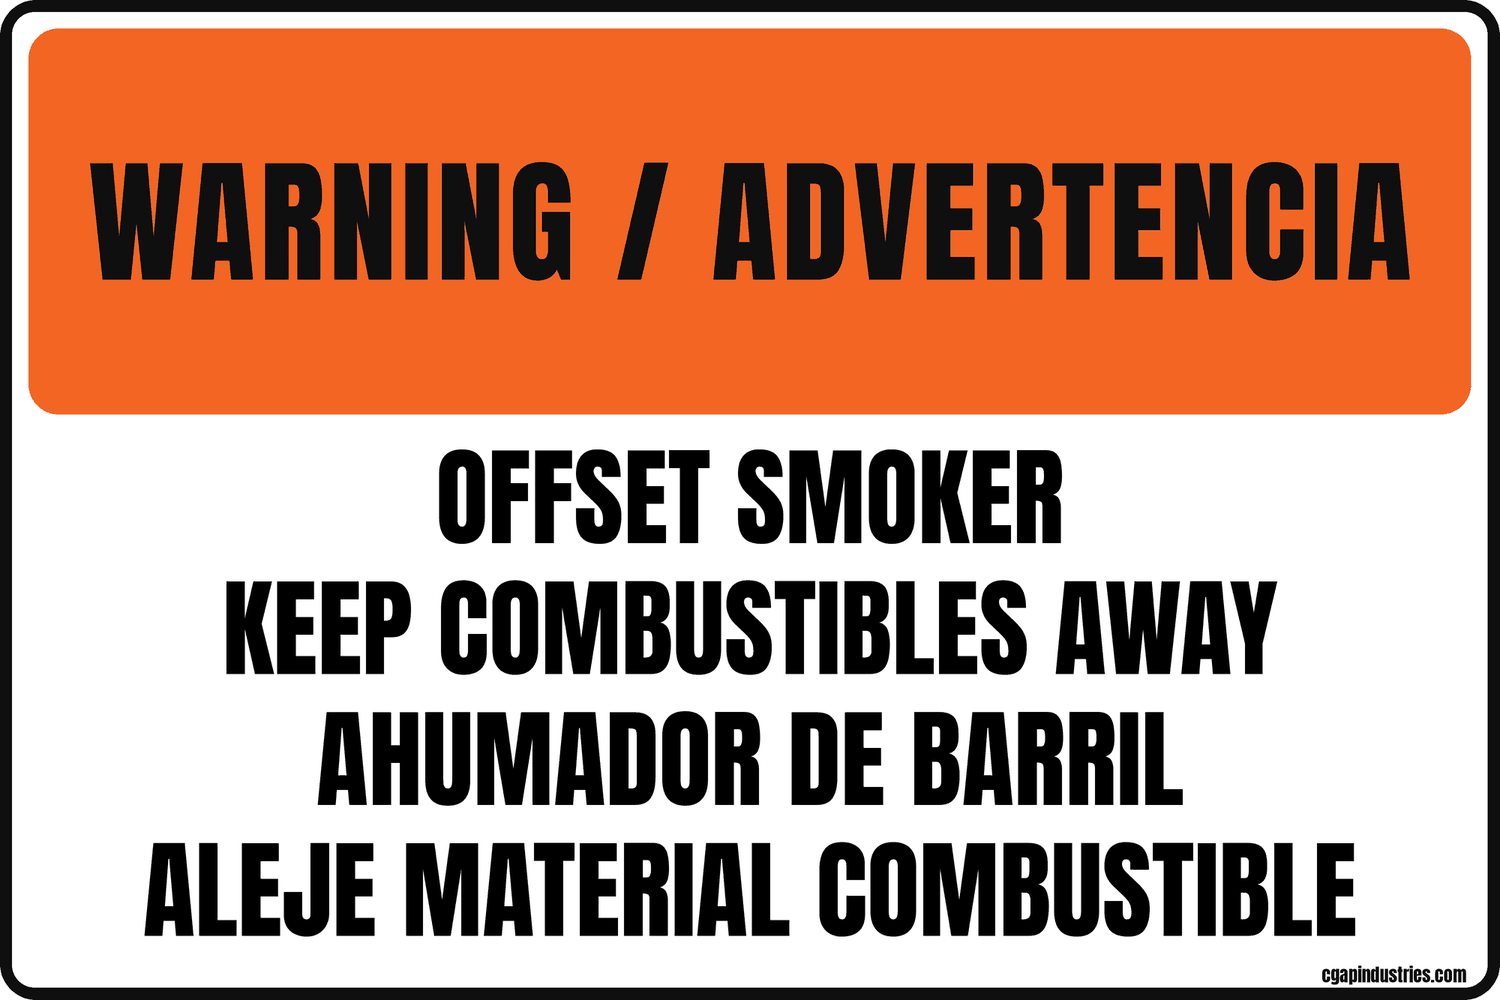 WARNING / ADVERTENCIA
OFFSET SMOKER
KEEP COMBUSTIBLES AWAY
AHUMADOR DE BARRIL
ALEJE MATERIAL COMBUSTIBLE
cgapindustries.com